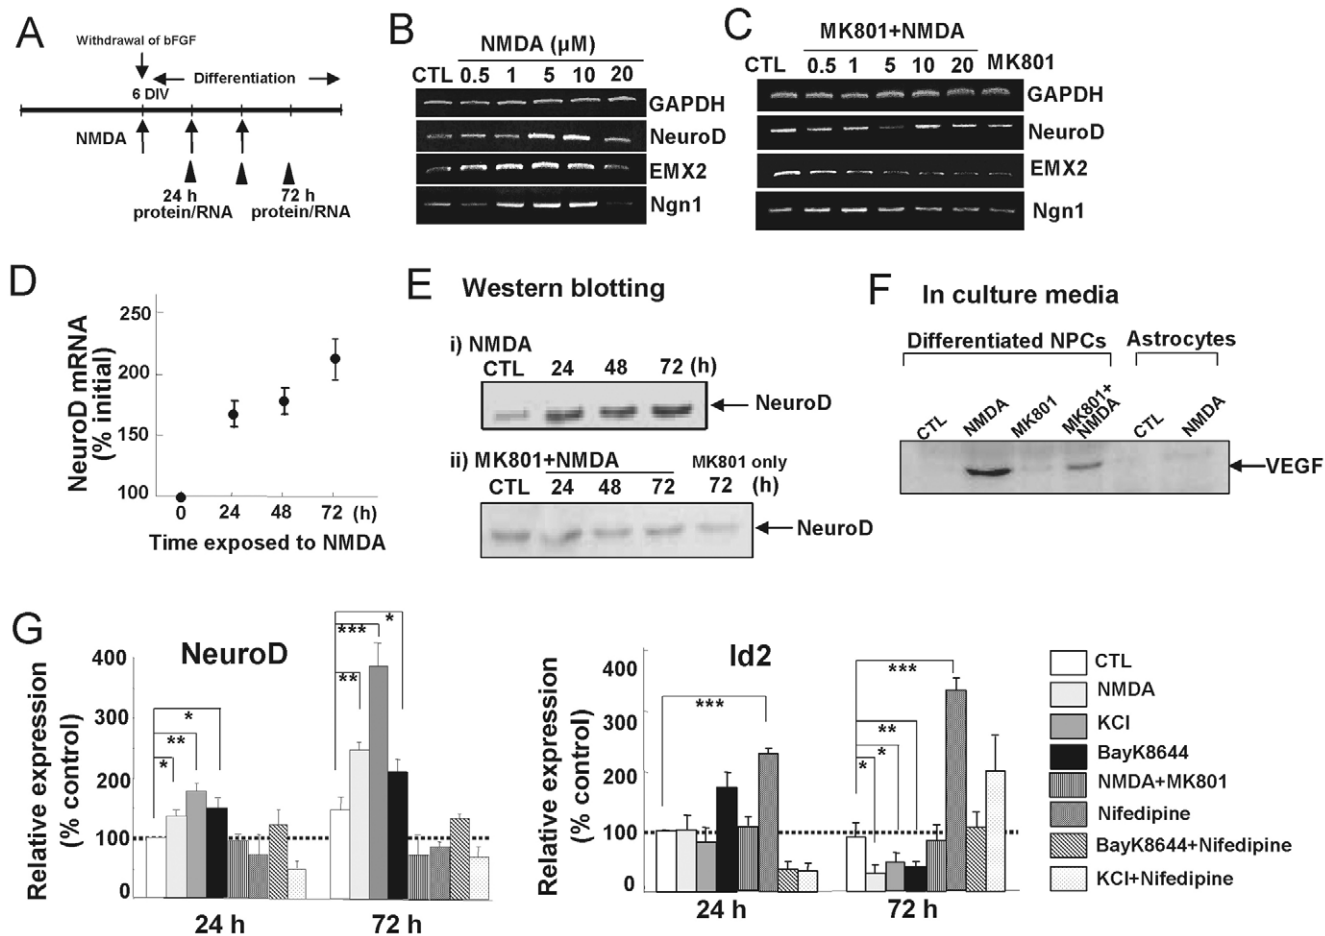 A
Withdrawal of bFGF
Differentiation
6 DIV
NMDA
24 h
protein/RNA
72 h
protein/RNA
B
NMDA (µM)
CTL 0.5 1 5 10 20
GAPDH
NeuroD
EMX2
Ngn1
C
MK801+NMDA
CTL 0.5 1 5 10 20 MK801
GAPDH
NeuroD
EMX2
Ngn1
D
NeuroD mRNA
(% initial)
250
200
150
100
0 24 48 72 (h)
Time exposed to NMDA
E Western blotting
i) NMDA
CTL 24 48 72 (h)
NeuroD
ii) MK801+NMDA MK801 only
CTL 24 48 72 72 (h)
NeuroD
F In culture media
Differentiated NPCs Astrocytes
CTL NMDA MK801 MK801+
NMDA CTL NMDA
VEGF
G
NeuroD
Relative expression
(% control)
400
300
200
100
0
* ** *
** *** *
24 h 72 h
Id2
Relative expression
(% control)
400
300
200
100
0
***
* * ** ***
24 h 72 h
CTL
NMDA
KCl
BayK8644
NMDA+MK801
Nifedipine
BayK8644+Nifedipine
KCl+Nifedipine